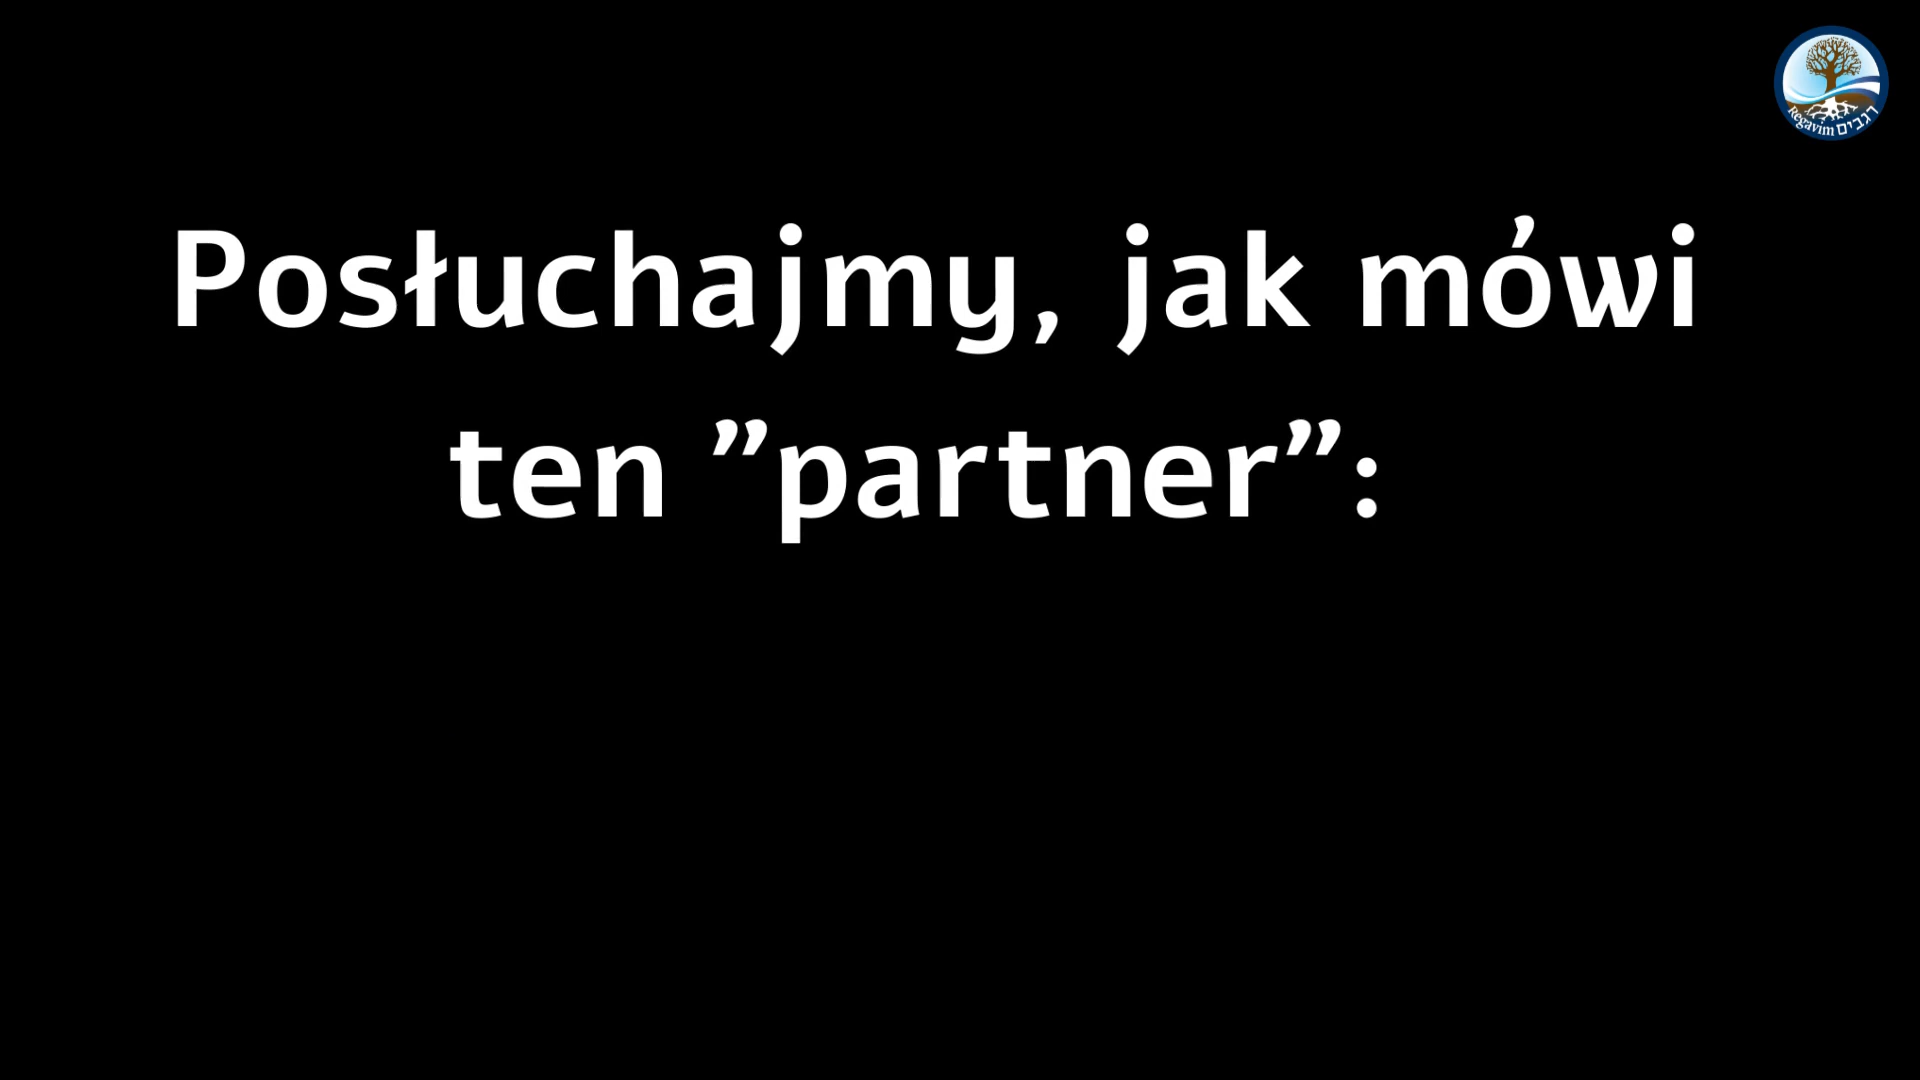 Regavim רגבים
Posłuchajmy, jak mówi
ten ”partner”: